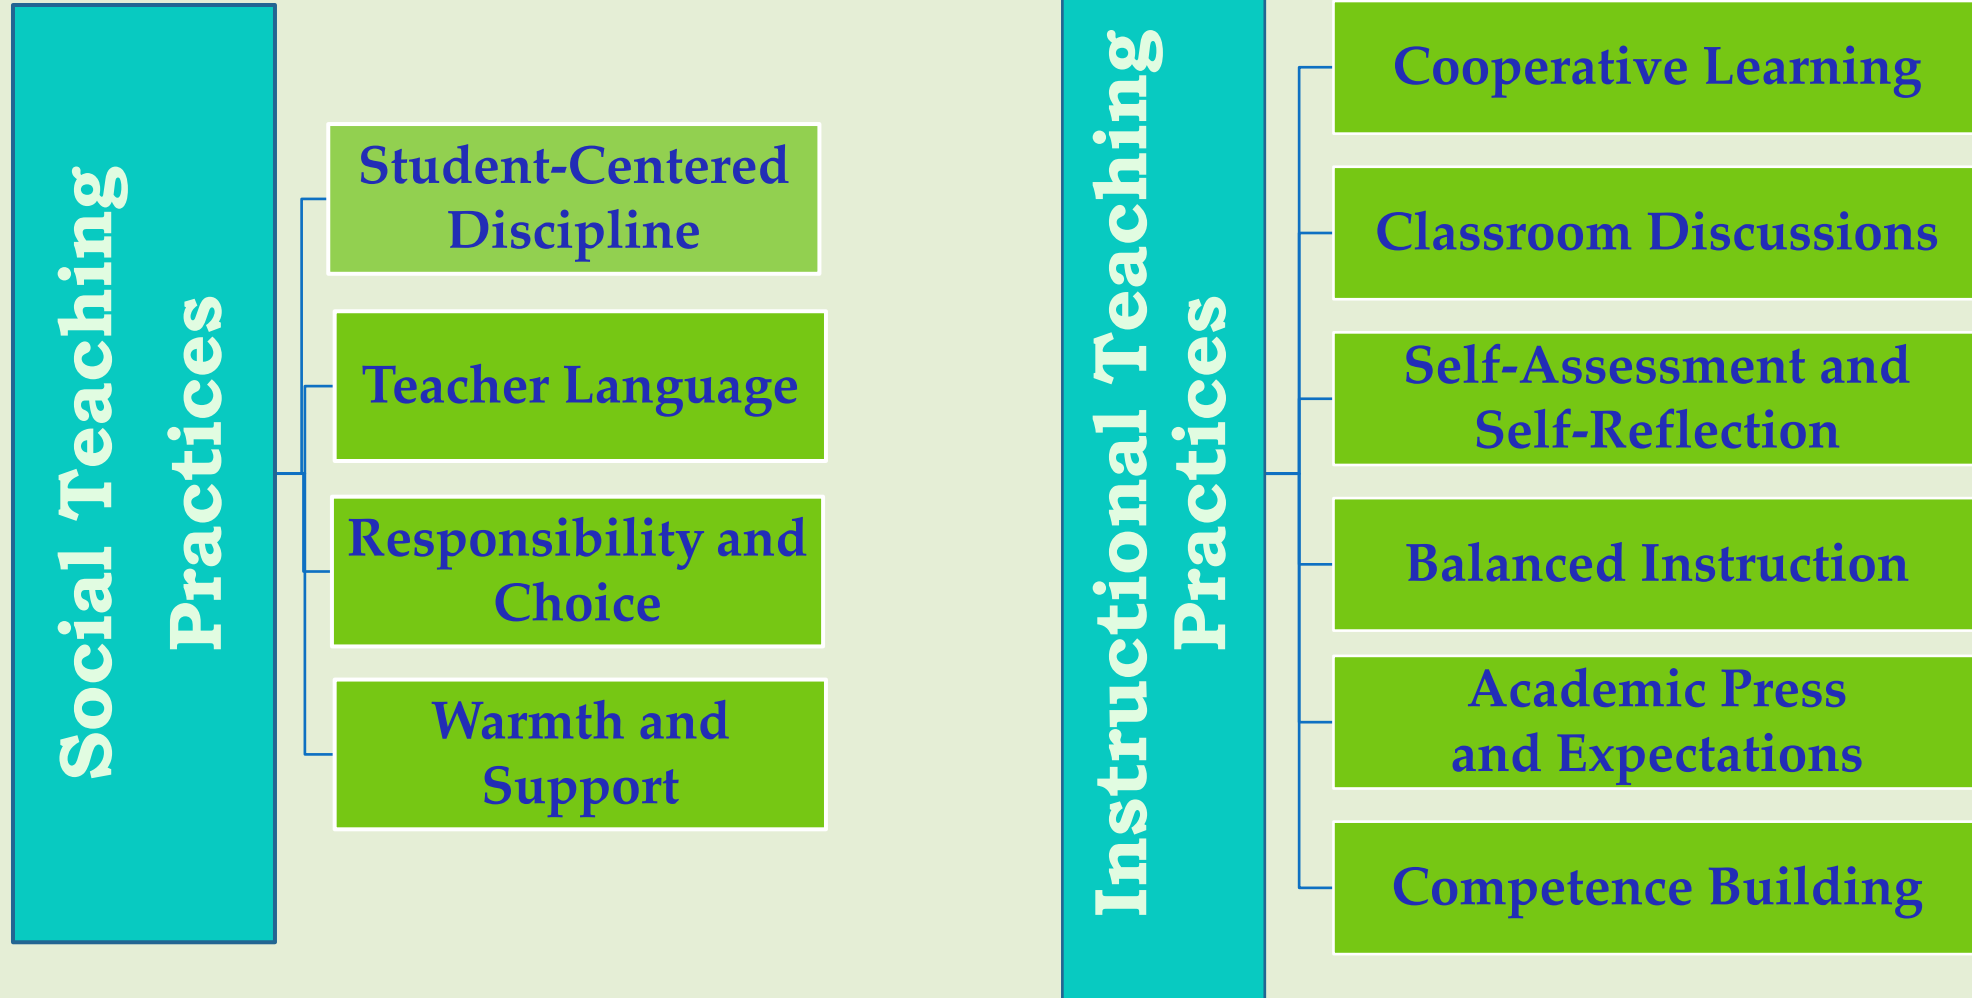 Social Teaching
Practices
Student-Centered
Discipline
Teacher Language
Responsibility and
Choice
Warmth and
Support
Instructional Teaching
Practices
Cooperative Learning
Classroom Discussions
Self-Assessment and
Self-Reflection
Balanced Instruction
Academic Press
and Expectations
Competence Building